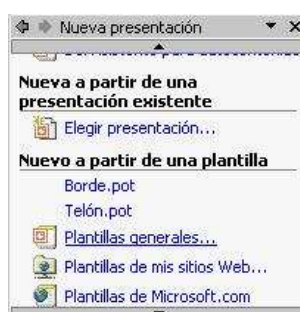 Nueva presentación
Nueva a partir de una
presentación existente
Elegir presentación...
Nuevo a partir de una plantilla
Borde.pot
Telón.pot
Plantillas generales...
Plantillas de mis sitios Web...
Plantillas de Microsoft.com